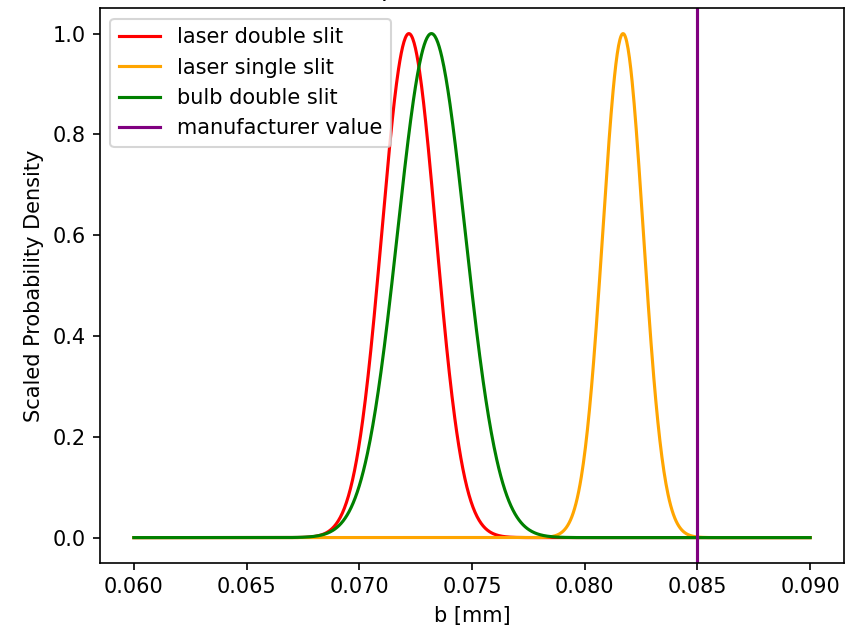 laser double slit
laser single slit
bulb double slit
manufacturer value
Scaled Probability Density
1.0
0.8
0.6
0.4
0.2
0.0
0.060 0.065 0.070 0.075 0.080 0.085 0.090
b [mm]